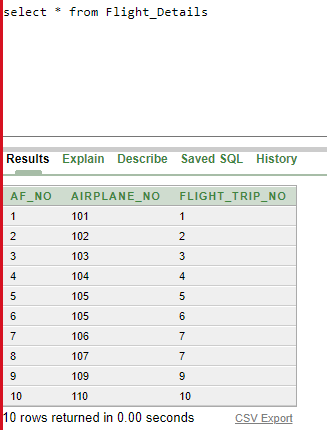 select * from Flight_Details
Results Explain Describe Saved SQL History
AF_NO AIRPLANE_NO FLIGHT_TRIP_NO
1 101 1
2 102 2
3 103 3
4 104 4
5 105 5
6 105 6
7 106 7
8 107 7
9 109 9
10 110 10
10 rows returned in 0.00 seconds CSV Export